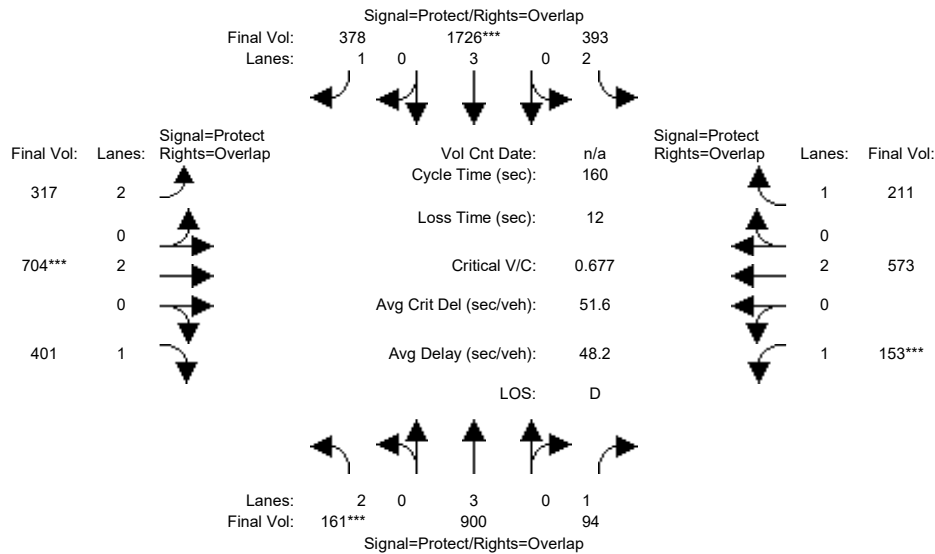 Signal=Protect/Rights=Overlap
Final Vol: 378 1726*** 393
Lanes: 1 0 3 0 2
Signal=Protect Signal=Protect
Final Vol: Lanes: Rights=Overlap Vol Cnt Date: n/a Rights=Overlap Lanes: Final Vol:
Cycle Time (sec): 160
317 2 1 211
Loss Time (sec): 12
0 0
704*** 2 Critical V/C: 0.677 2 573
0 Avg Crit Del (sec/veh): 51.6 0
401 1 Avg Delay (sec/veh): 48.2 1 153***
LOS: D
Lanes: 2 0 3 0 1
Final Vol: 161*** 900 94
Signal=Protect/Rights=Overlap